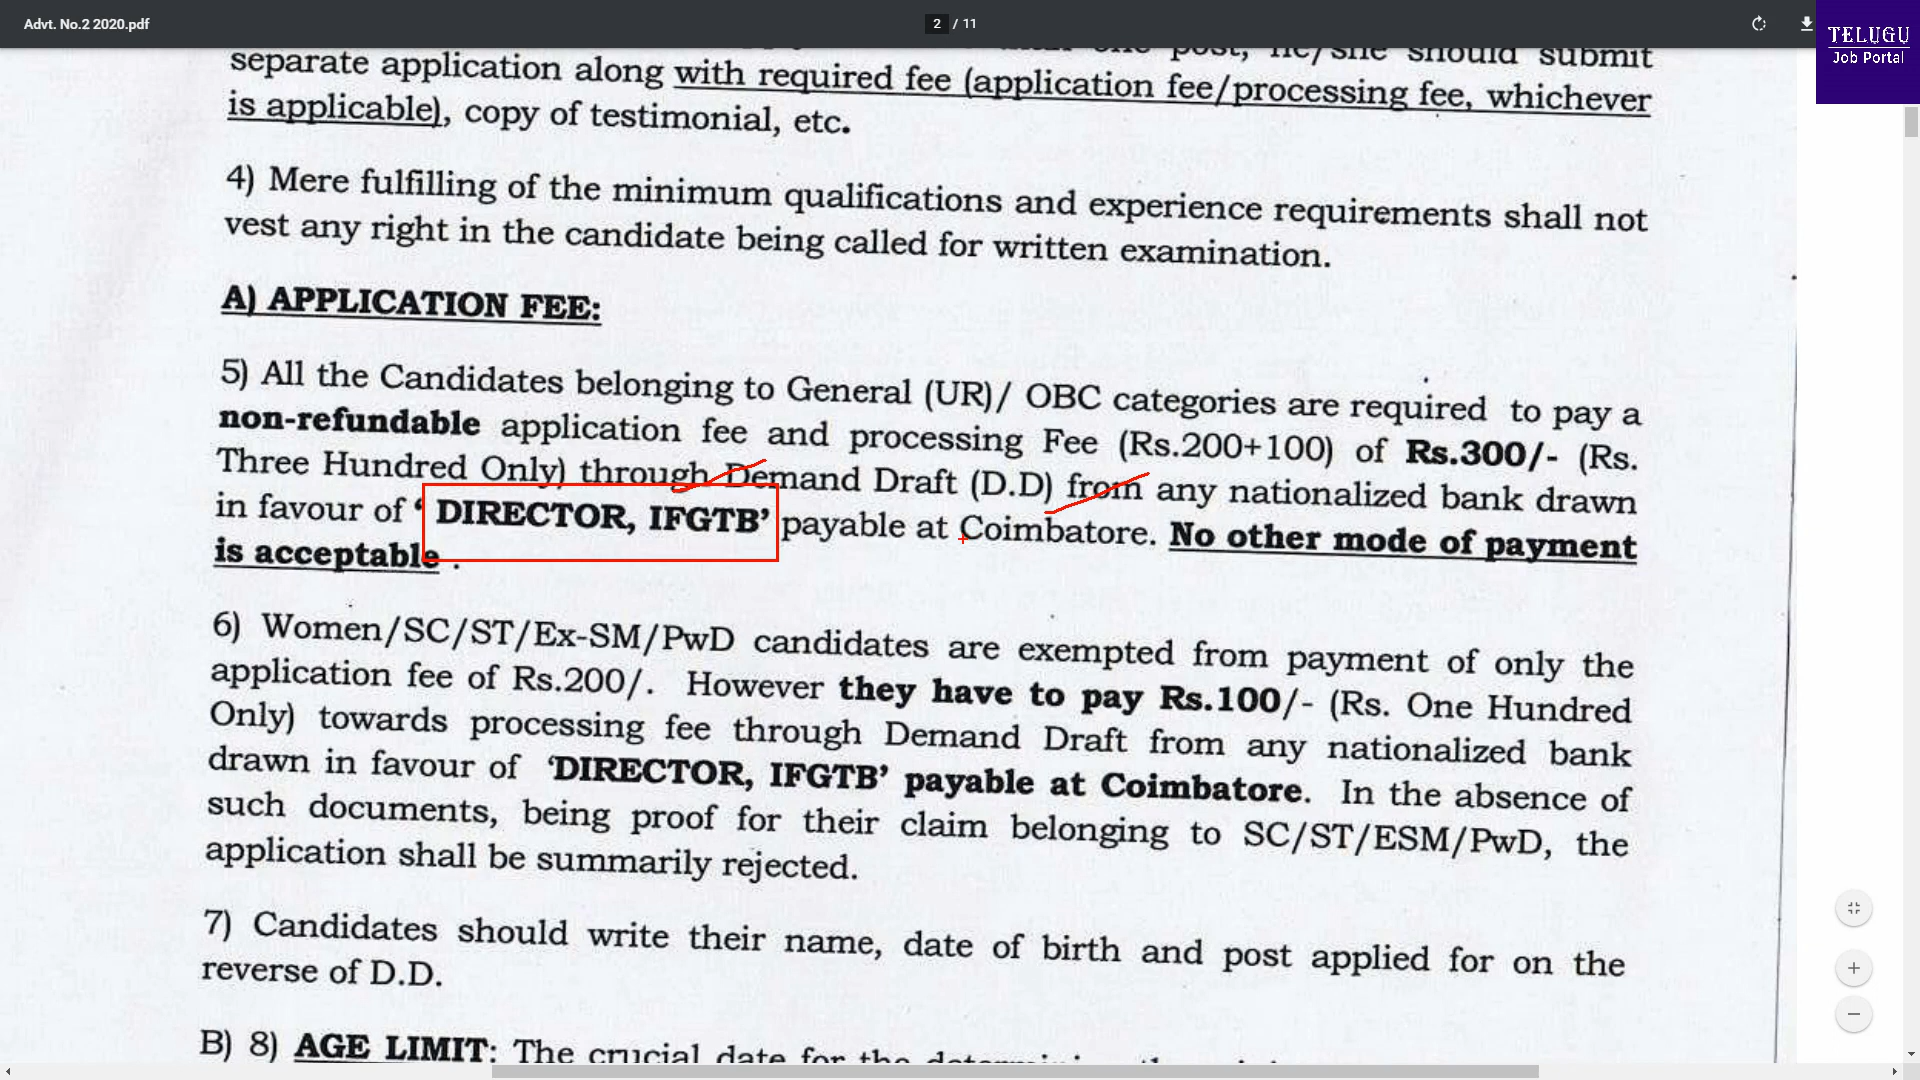 Advt. No.2 2020.pdf
2 / 11
TELUGU
Job Portal
one post, he/she should submit
separate application along with required fee (application fee/processing fee, whichever
is applicable), copy of testimonial, etc.
4) Mere fulfilling of the minimum qualifications and experience requirements shall not
vest any right in the candidate being called for written examination.
A) APPLICATION FEE:
5) All the Candidates belonging to General (UR)/ OBC categories are required to pay a
non-refundable application fee and processing Fee (Rs.200+100) of Rs.300/- (Rs.
Three Hundred Only) through Demand Draft (D.D) from any nationalized bank drawn
in favour of ‘ DIRECTOR, IFGTB’ payable at Coimbatore. No other mode of payment
is acceptable .
6) Women/SC/ST/Ex-SM/PwD candidates are exempted from payment of only the
application fee of Rs.200/. However they have to pay Rs.100/- (Rs. One Hundred
Only) towards processing fee through Demand Draft from any nationalized bank
drawn in favour of ‘DIRECTOR, IFGTB’ payable at Coimbatore. In the absence of
such documents, being proof for their claim belonging to SC/ST/ESM/PwD, the
application shall be summarily rejected.
7) Candidates should write their name, date of birth and post applied for on the
reverse of D.D.
B) 8) AGE LIMIT: The crucial date for the